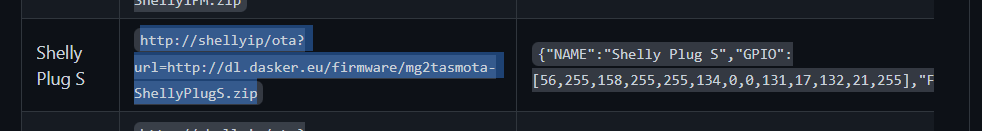 Shelly1PM.zip
Shelly
Plug S
http://shellyip/ota?
url=http://dl.dasker.eu/firmware/mg2tasmota-
ShellyPlugS.zip
{"NAME":"Shelly Plug S","GPIO":
[56,255,158,255,255,134,0,0,131,17,132,21,255],"F
http://shellyip/ota?